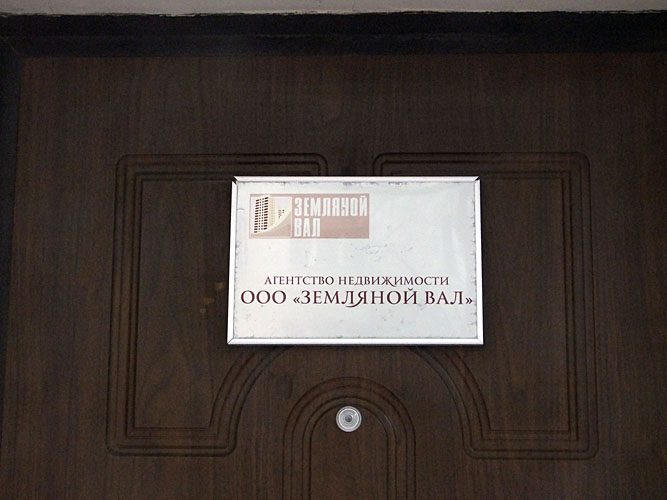 ЗЕМЛЯНОЙ
ВАЛ
АГЕНТСТВО НЕДВИЖИМОСТИ
ООО «ЗЕМЛЯНОЙ ВАЛ»